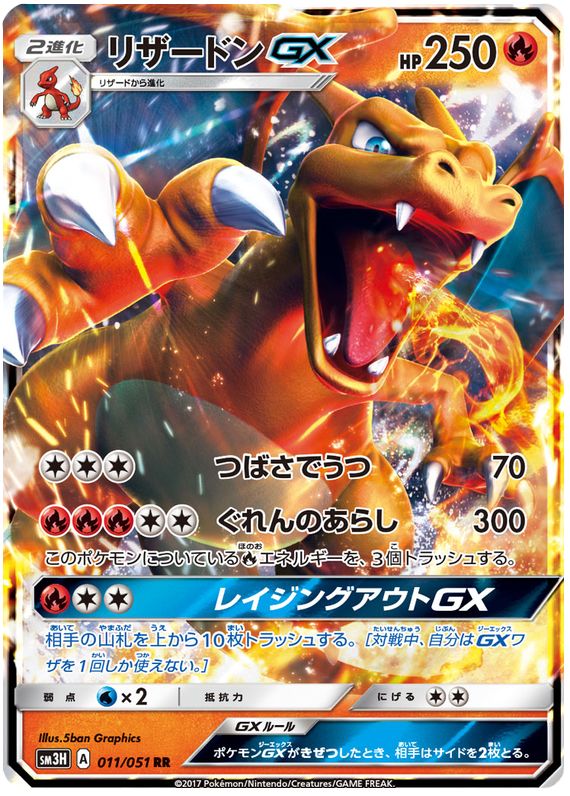 2進化
リザードンGX
HP250
リザードから進化
つばさでうつ 70
ぐれんのあらし 300
このポケモンについているエネルギーを、3個トラッシュする。
レイジングアウトGX
相手の山札を上から10枚トラッシュする。[対戦中、自分はGXワ
ザを1回しか使えない。]
弱点 ×2 抵抗力 にげる
Illus.5ban Graphics
GXルール
ポケモンGXがきぜつしたとき、相手はサイドを2枚とる。
SM3H A 011/051 RR
©2017 Pokémon/Nintendo/Creatures/GAME FREAK.